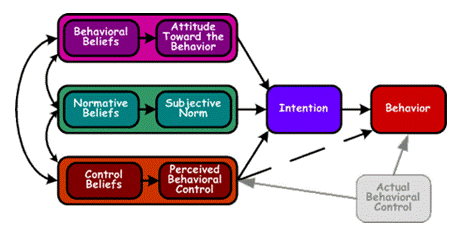 Behavioral
Beliefs
Attitude
Toward the
Behavior
Normative
Beliefs
Subjective
Norm
Intention
Behavior
Control
Beliefs
Perceived
Behavioral
Control
Actual
Behavioral
Control